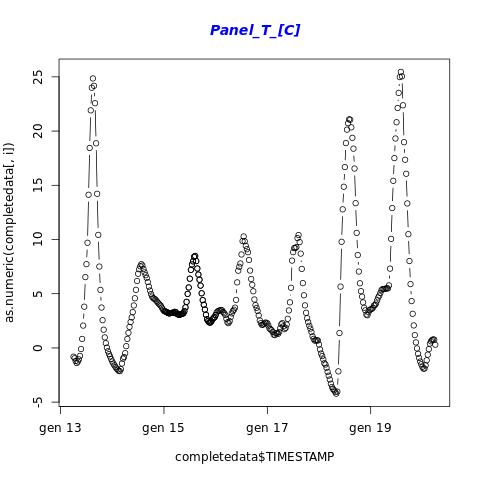 Panel_T_[C]
as.numeric(completedata[, i])
25
20
15
10
5
0
-5
gen 13
gen 15
gen 17
gen 19
completedata$TIMESTAMP